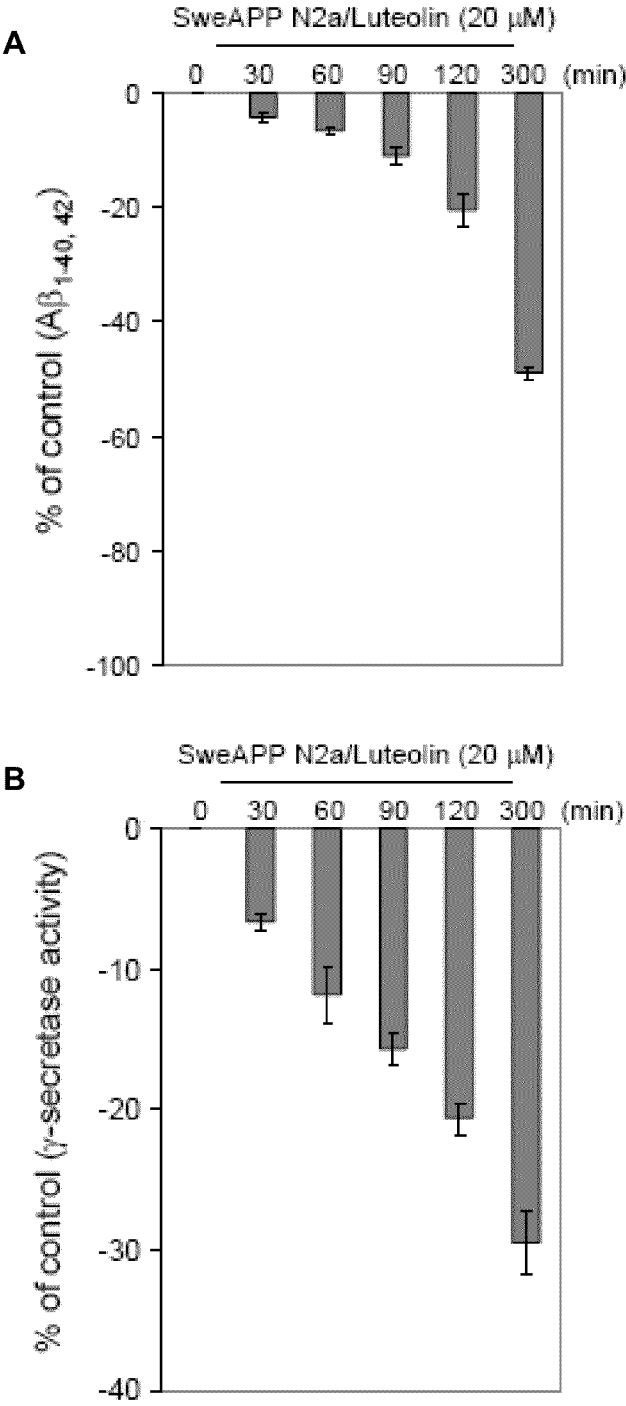 A
SweAPP N2a/Luteolin (20 µM)
0 30 60 90 120 300 (min)
% of control (Aβ1-40, 42)
0
-20
-40
-60
-80
-100
B
SweAPP N2a/Luteolin (20 µM)
0 30 60 90 120 300 (min)
% of control (γ-secretase activity)
0
-10
-20
-30
-40